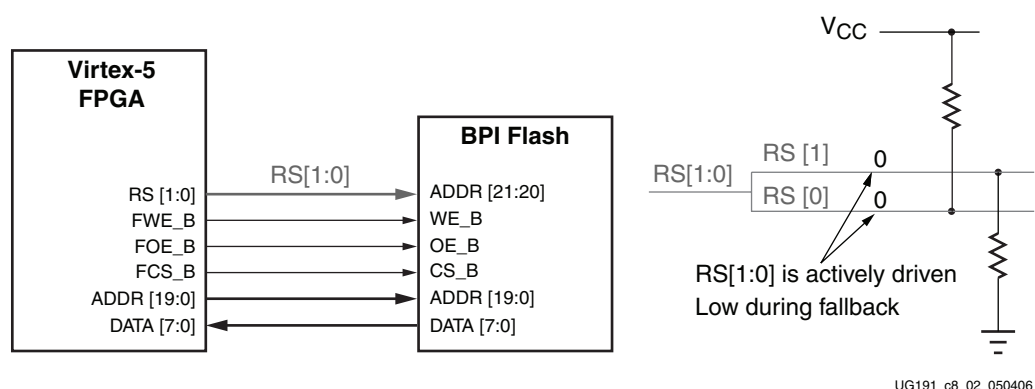 Virtex-5
FPGA
RS [1:0]
FWE_B
FOE_B
FCS_B
ADDR [19:0]
DATA [7:0]
RS[1:0]
BPI Flash
ADDR [21:20]
WE_B
OE_B
CS_B
ADDR [19:0]
DATA [7:0]
VCC
RS[1:0]
RS [1]
0
RS [0]
0
RS[1:0] is actively driven
Low during fallback
UG191_c8_02_050406